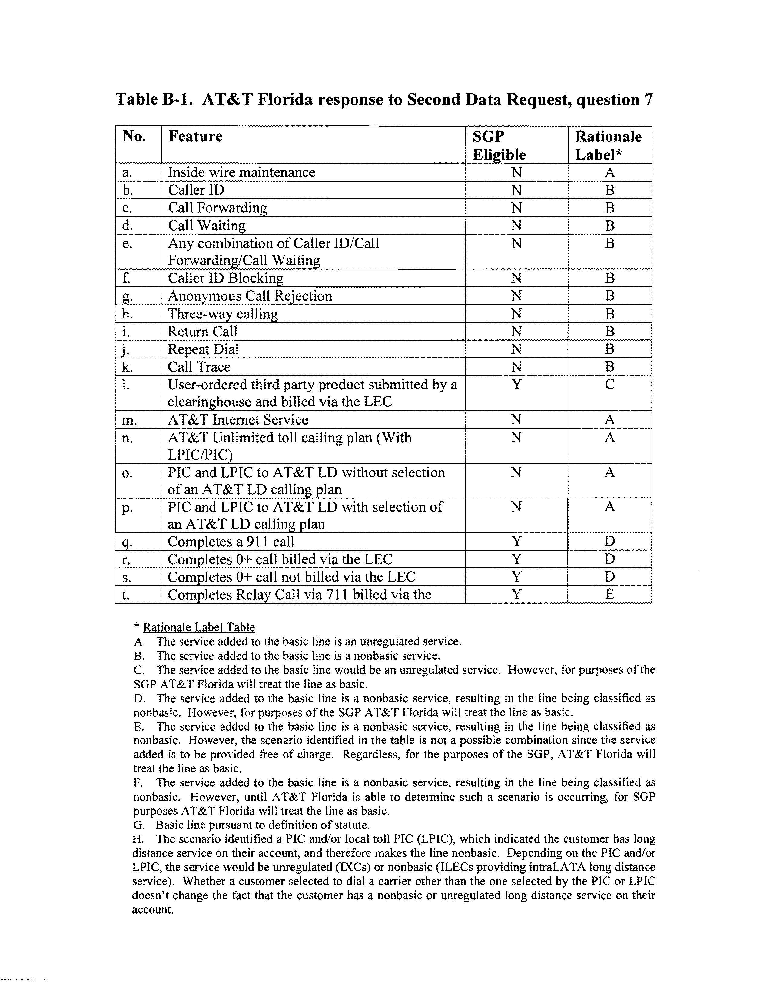 Table B-1. AT&T Florida response to Second Data Request, question 7
No. Feature SGP Eligible Rationale Label*
a. Inside wire maintenance N A
b. Caller ID N B
c. Call Forwarding N B
d. Call Waiting N B
e. Any combination of Caller ID/Call N B
Forwarding/Call Waiting
f. Caller ID Blocking N B
g. Anonymous Call Rejection N B
h. Three-way calling N B
i. Return Call N B
j. Repeat Dial N B
k. Call Trace N B
l. User-ordered third party product submitted by a Y C
clearinghouse and billed via the LEC
m. AT&T Internet Service N A
n. AT&T Unlimited toll calling plan (With N A
LPIC/PIC)
o. PIC and LPIC to AT&T LD without selection N A
of an AT&T LD calling plan
p. PIC and LPIC to AT&T LD with selection of N A
an AT&T LD calling plan
q. Completes a 911 call Y D
r. Completes 0+ call billed via the LEC Y D
s. Completes 0+ call not billed via the LEC Y D
t. Completes Relay Call via 711 billed via the Y E
* Rationale Label Table
A. The service added to the basic line is an unregulated service.
B. The service added to the basic line is a nonbasic service.
C. The service added to the basic line would be an unregulated service. However, for purposes of the
SGP AT&T Florida will treat the line as basic.
D. The service added to the basic line is a nonbasic service, resulting in the line being classified as
nonbasic. However, for purposes of the SGP AT&T Florida will treat the line as basic.
E. The service added to the basic line is a nonbasic service, resulting in the line being classified as
nonbasic. However, the scenario identified in the table is not a possible combination since the service
added is to be provided free of charge. Regardless, for the purposes of the SGP, AT&T Florida will
treat the line as basic.
F. The service added to the basic line is a nonbasic service, resulting in the line being classified as
nonbasic. However, until AT&T Florida is able to determine such a scenario is occurring, for SGP
purposes AT&T Florida will treat the line as basic.
G. Basic line pursuant to definition of statute.
H. The scenario identified a PIC and/or local toll PIC (LPIC), which indicated the customer has long
distance service on their account, and therefore makes the line nonbasic. Depending on the PIC and/or
LPIC, the service would be unregulated (IXCs) or nonbasic (ILECs providing intraLATA long distance
service). Whether a customer selected to dial a carrier other than the one selected by the PIC or LPIC
doesn't change the fact that the customer has a nonbasic or unregulated long distance service on their
account.